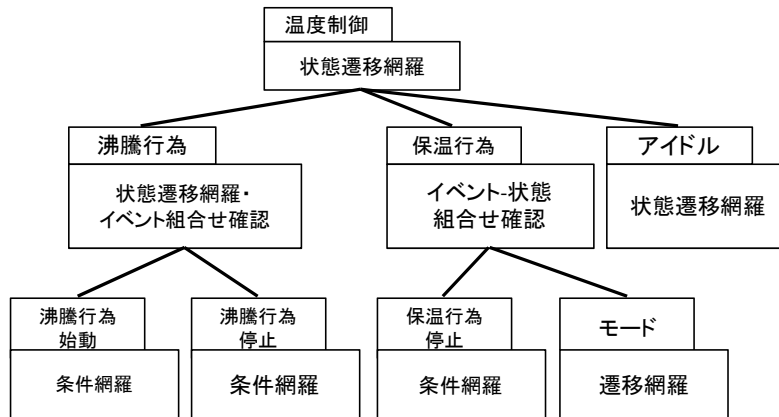 温度制御
状態遷移網羅
沸騰行為
状態遷移網羅・
イベント組合せ確認
保温行為
イベント-状態
組合せ確認
アイドル
状態遷移網羅
沸騰行為
始動
条件網羅
沸騰行為
停止
条件網羅
保温行為
停止
条件網羅
モード
遷移網羅